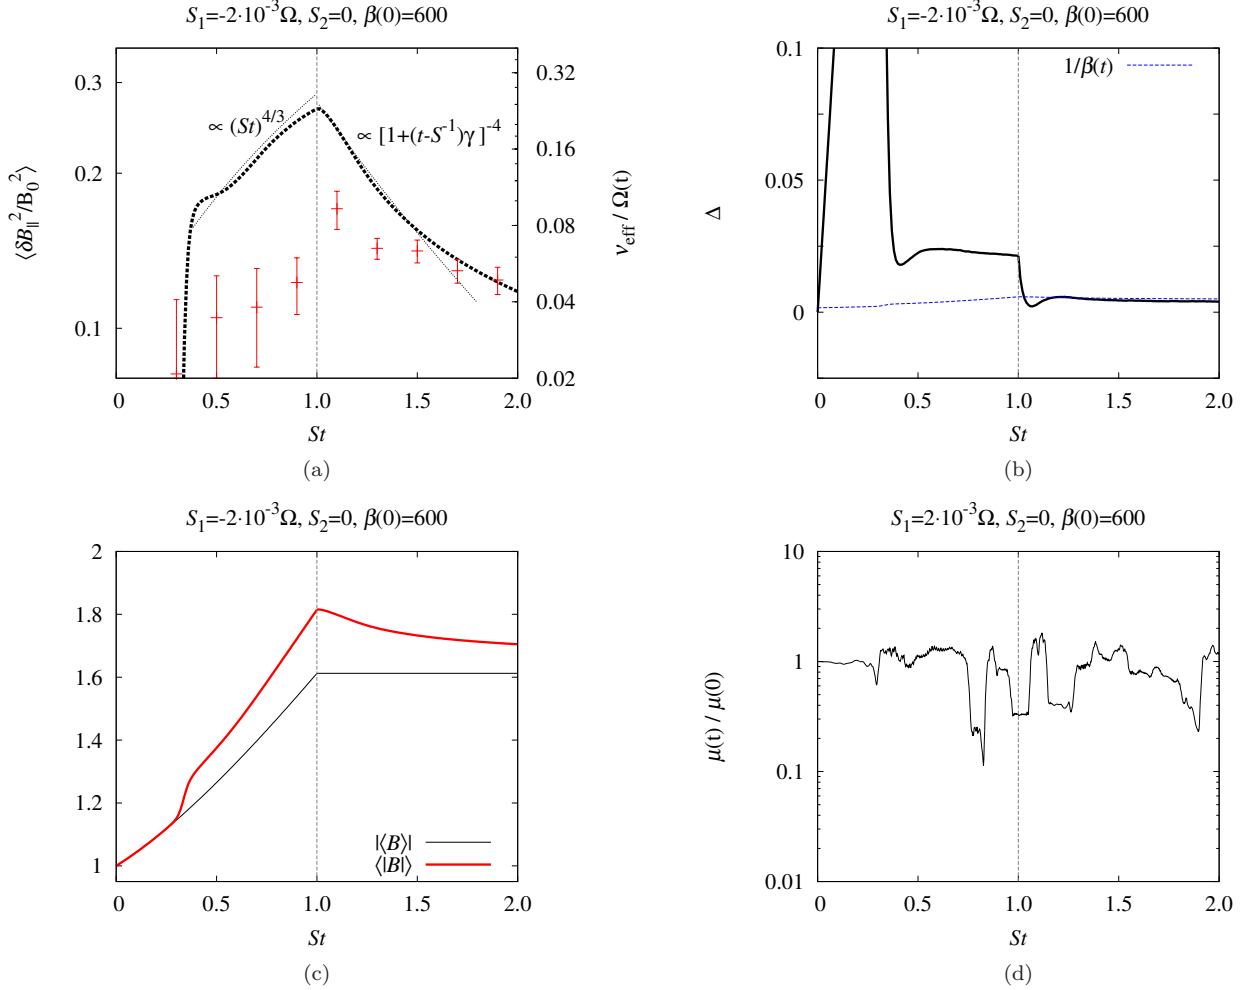 S₁=-2·10⁻³Ω, S₂=0, β(0)=600
0.3
0.2
0.1
⟨δB∥²/B₀²⟩
∝ (St)^4/3
∝ [1+(t-S⁻¹)γ]⁻⁴
0.32
0.16
0.08
0.04
0.02
ν_eff / Ω(t)
0 0.5 1.0 1.5 2.0
St
(a)
S₁=-2·10⁻³Ω, S₂=0, β(0)=600
0.1
0.05
0
Δ
1/β(t)
0 0.5 1.0 1.5 2.0
St
(b)
S₁=-2·10⁻³Ω, S₂=0, β(0)=600
2
1.8
1.6
1.4
1.2
1
|⟨B⟩|
⟨|B|⟩
0 0.5 1.0 1.5 2.0
St
(c)
S₁=2·10⁻³Ω, S₂=0, β(0)=600
10
1
0.1
0.01
μ(t) / μ(0)
0 0.5 1.0 1.5 2.0
St
(d)